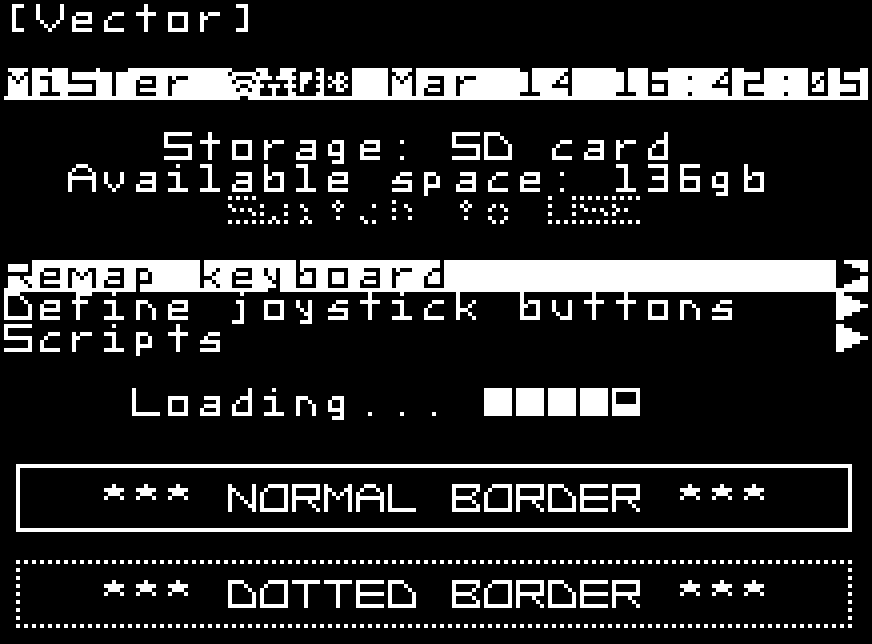 [Vector]
MiSTer Mar 14 16:42:05
Storage: SD card
Available space: 136gb
Switch to USB
Remap keyboard
Define joystick buttons
Scripts
Loading...
*** NORMAL BORDER ***
*** DOTTED BORDER ***